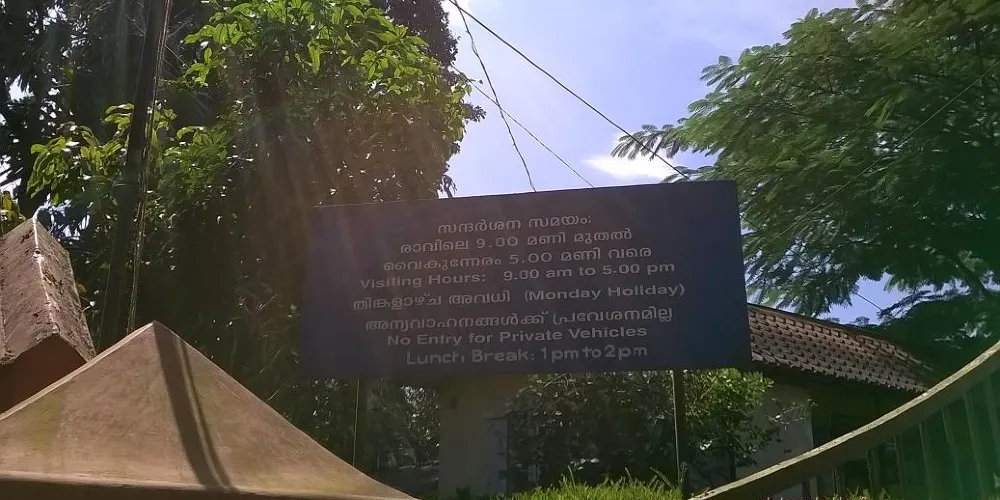 സന്ദർശന സമയം:
രാവിലെ 9.00 മണി മുതൽ
വൈകുന്നേരം 5.00 മണി വരെ
Visiting Hours: 9.00 am to 5.00 pm
തിങ്കളാഴ്ച അവധി (Monday Holiday)
അന്യവാഹനങ്ങൾക്ക് പ്രവേശനമില്ല
No Entry for Private Vehicles
Lunch Break: 1pm to 2pm